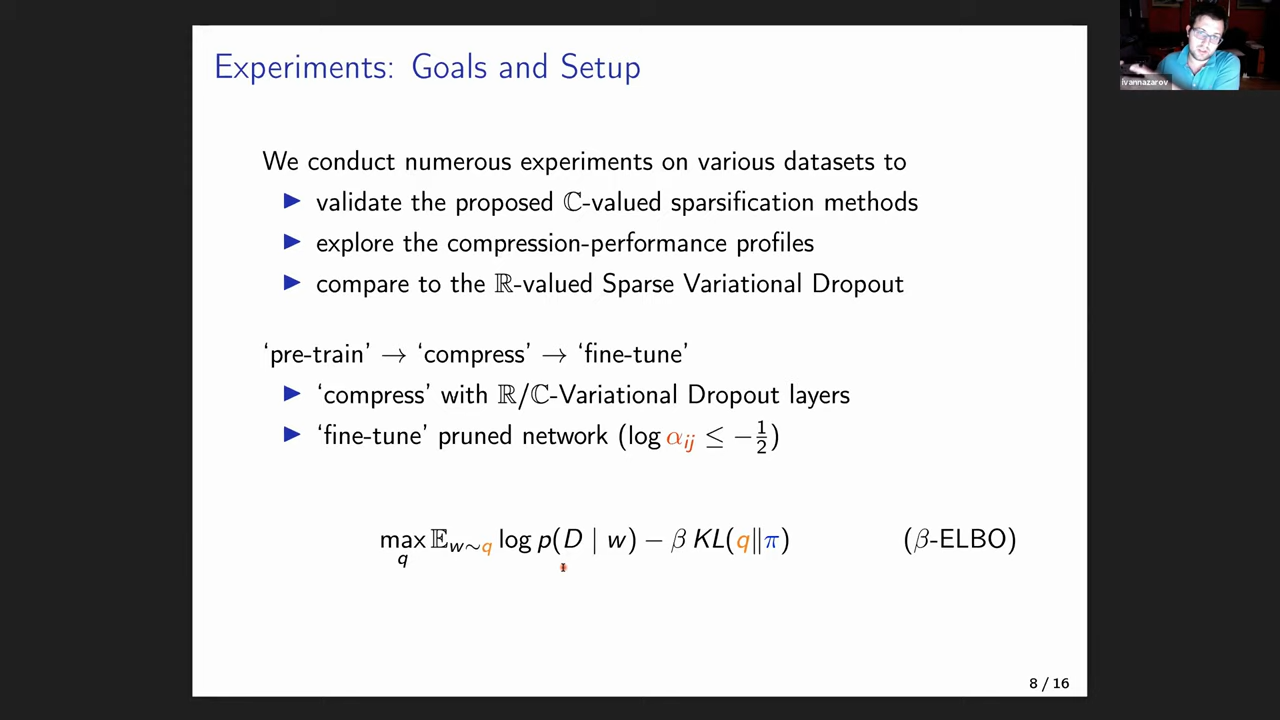 Experiments: Goals and Setup
ivannazarov
We conduct numerous experiments on various datasets to
▶ validate the proposed ℂ-valued sparsification methods
▶ explore the compression-performance profiles
▶ compare to the ℝ-valued Sparse Variational Dropout
‘pre-train’ → ‘compress’ → ‘fine-tune’
▶ ‘compress’ with ℝ/ℂ-Variational Dropout layers
▶ ‘fine-tune’ pruned network (log α_ij ≤ −1/2)
max_q 𝔼_{w∼q} log p(D | w) − β KL(q‖π) (β-ELBO)
8 / 16